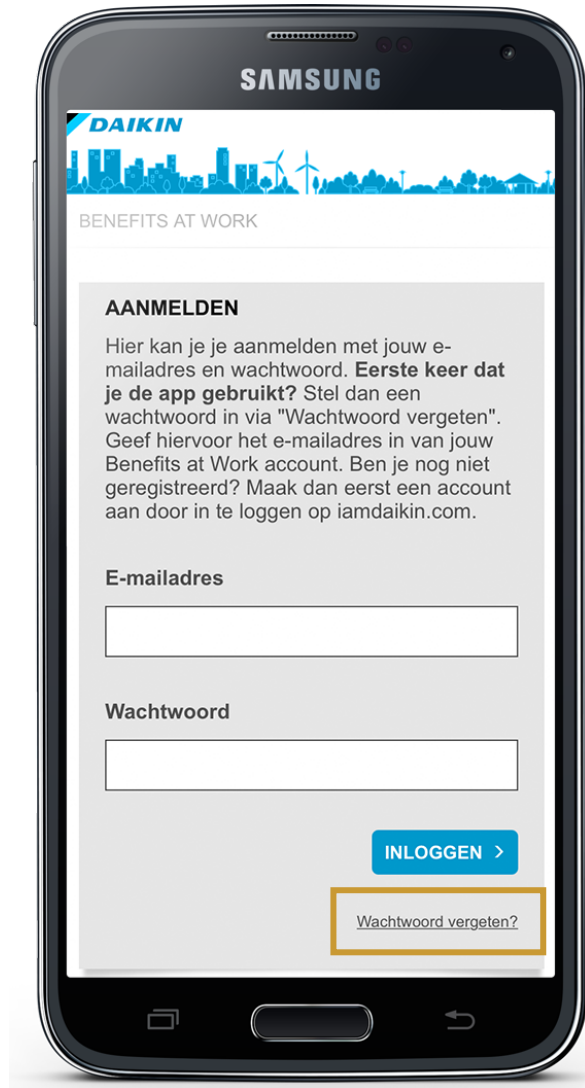 SAMSUNG
DAIKIN
BENEFITS AT WORK
AANMELDEN
Hier kan je je aanmelden met jouw e-
mailadres en wachtwoord. Eerste keer dat
je de app gebruikt? Stel dan een
wachtwoord in via "Wachtwoord vergeten".
Geef hiervoor het e-mailadres in van jouw
Benefits at Work account. Ben je nog niet
geregistreerd? Maak dan eerst een account
aan door in te loggen op iamdaikin.com.
E-mailadres
Wachtwoord
INLOGGEN >
Wachtwoord vergeten?